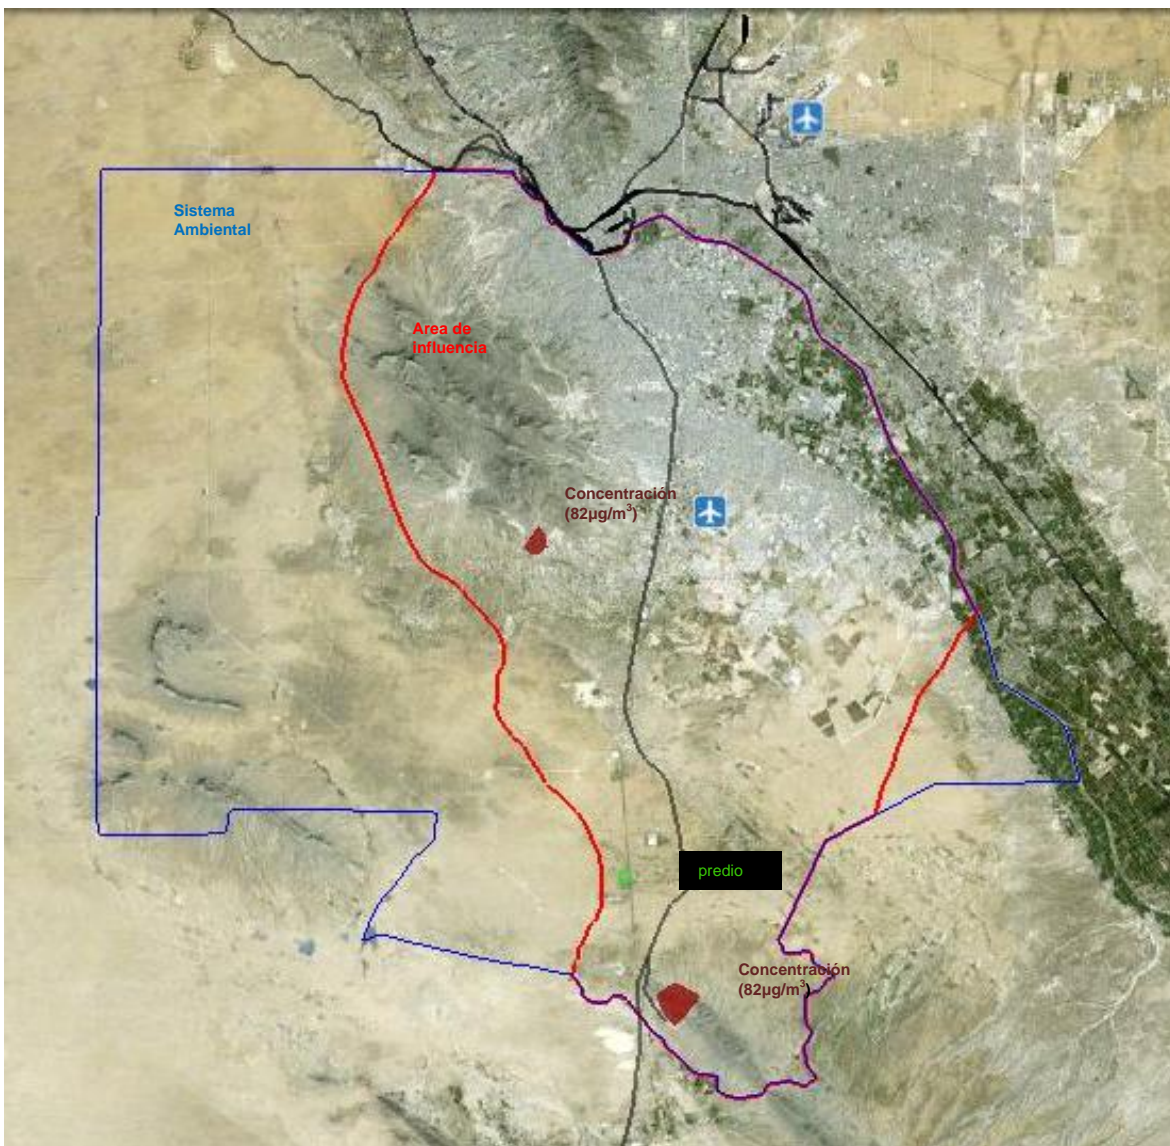 Sistema
Ambiental
Area de
influencia
Concentración
(82µg/m³)
predio
Concentración
(82µg/m³)